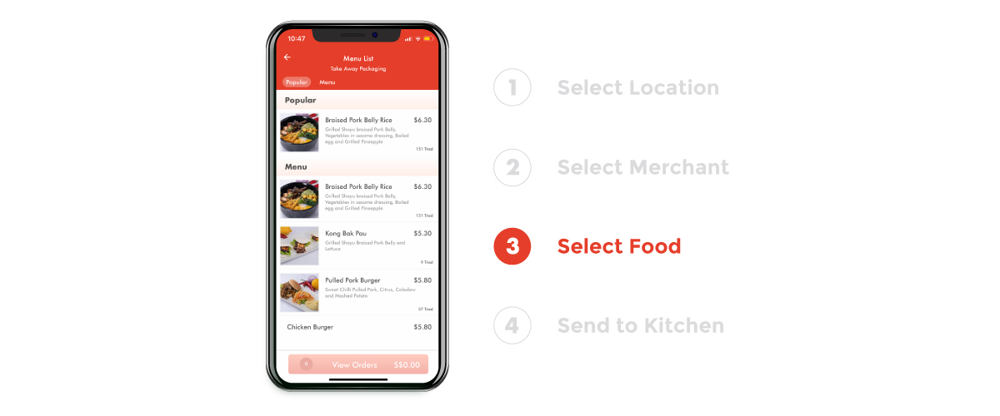 10:47
Menu List
Take Away Packaging
Popular Menu
Popular
Braised Pork Belly Rice $6.30
Grilled Shoyu braised Pork Belly,
Vegetables in sesame dressing, Boiled
egg and Grilled Pineapple
151 Tried
Menu
Braised Pork Belly Rice $6.30
Grilled Shoyu braised Pork Belly,
Vegetables in sesame dressing, Boiled
egg and Grilled Pineapple
151 Tried
Kong Bak Pau $5.30
Grilled Shoyu Braised Pork Belly and
Lettuce
9 Tried
Pulled Pork Burger $5.80
Sweet Chilli Pulled Pork, Citrus, Coleslaw
and Mashed Potato
57 Tried
Chicken Burger $5.80
0 View Orders S$0.00
1 Select Location
2 Select Merchant
3 Select Food
4 Send to Kitchen